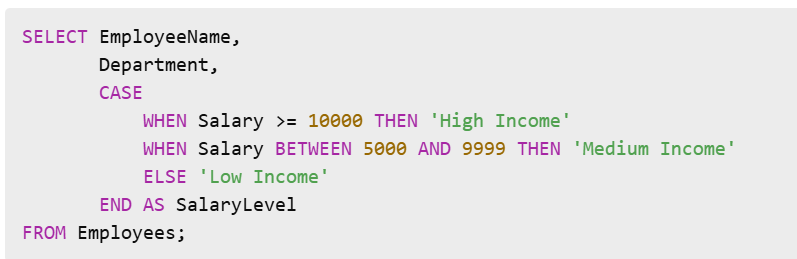 SELECT EmployeeName,
       Department,
       CASE
           WHEN Salary >= 10000 THEN 'High Income'
           WHEN Salary BETWEEN 5000 AND 9999 THEN 'Medium Income'
           ELSE 'Low Income'
       END AS SalaryLevel
FROM Employees;